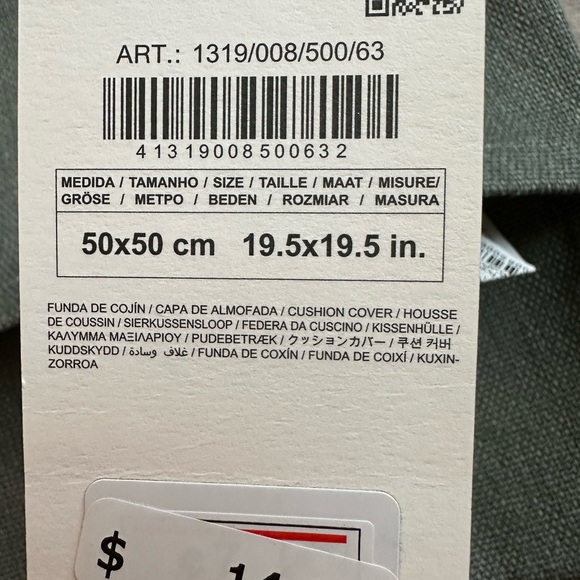 ART.: 1319/008/500/63
41319008500632
MEDIDA / TAMANHO / SIZE / TAILLE / MAAT / MISURE/
GRÖSE / ΜΕΤΡΟ / BEDEN / ROZMIAR / MASURA
50x50 cm 19.5x19.5 in.
FUNDA DE COJÍN / CAPA DE ALMOFADA / CUSHION COVER / HOUSSE
DE COUSSIN / SIERKUSSENSLOOP / FEDERA DA CUSCINO / KISSENHÜLLE /
ΚΑΛΥΜΜΑ ΜΑΞΙΛΑΡΙΟΥ / PUDEBETRÆK / クッションカバー / 쿠션 커버
KUDDSKYDD / غلاف وسادة / FUNDA DE COXÍN / FUNDA DE COIXÍ / KUXIN-
ZORROA
$